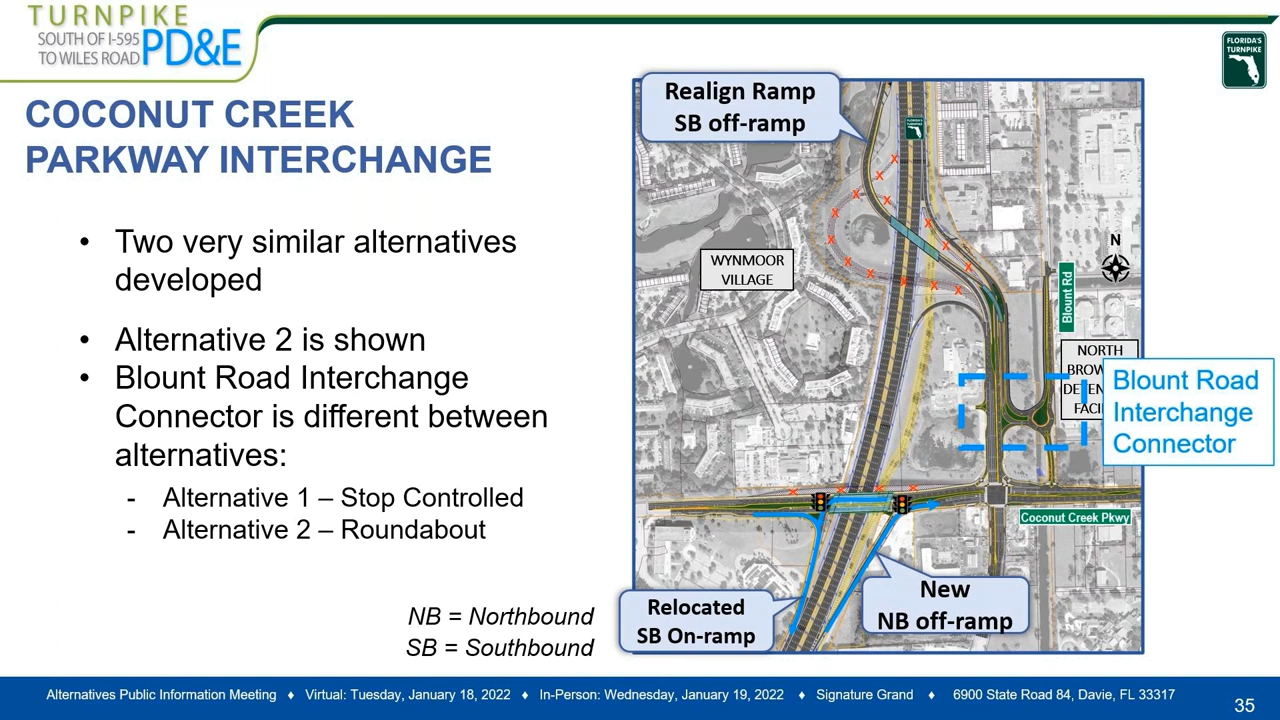 TURNPIKE
SOUTH OF I-595
TO WILES ROAD
PD&E
FLORIDA'S
TURNPIKE
COCONUT CREEK
PARKWAY INTERCHANGE
• Two very similar alternatives
developed
• Alternative 2 is shown
• Blount Road Interchange
Connector is different between
alternatives:
- Alternative 1 – Stop Controlled
- Alternative 2 – Roundabout
NB = Northbound
SB = Southbound
Realign Ramp
SB off-ramp
WYNMOOR
VILLAGE
N
Blount Rd
NORTH
Blount Road
Interchange
Connector
Coconut Creek Pkwy
Relocated
SB On-ramp
New
NB off-ramp
Alternatives Public Information Meeting ♦ Virtual: Tuesday, January 18, 2022 ♦ In-Person: Wednesday, January 19, 2022 ♦ Signature Grand ♦ 6900 State Road 84, Davie, FL 33317
35